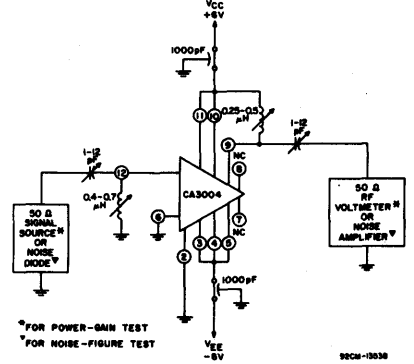 VCC
+6V
1000pF
11
10
0.25-0.5
μH
1-12
pF
9
NC
8
1-12
pF
12
CA3004
0.4-0.7
μH
50 Ω
SIGNAL
SOURCE*
OR
NOISE
DIODE▼
6
7
NC
50 Ω
RF
VOLTMETER*
OR
NOISE
AMPLIFIER▼
2
3
4
5
1000pF
*FOR POWER-GAIN TEST
▼FOR NOISE-FIGURE TEST
VEE
-6V
92CM-13038